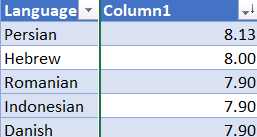 Language Column1
Persian 8.13
Hebrew 8.00
Romanian 7.90
Indonesian 7.90
Danish 7.90